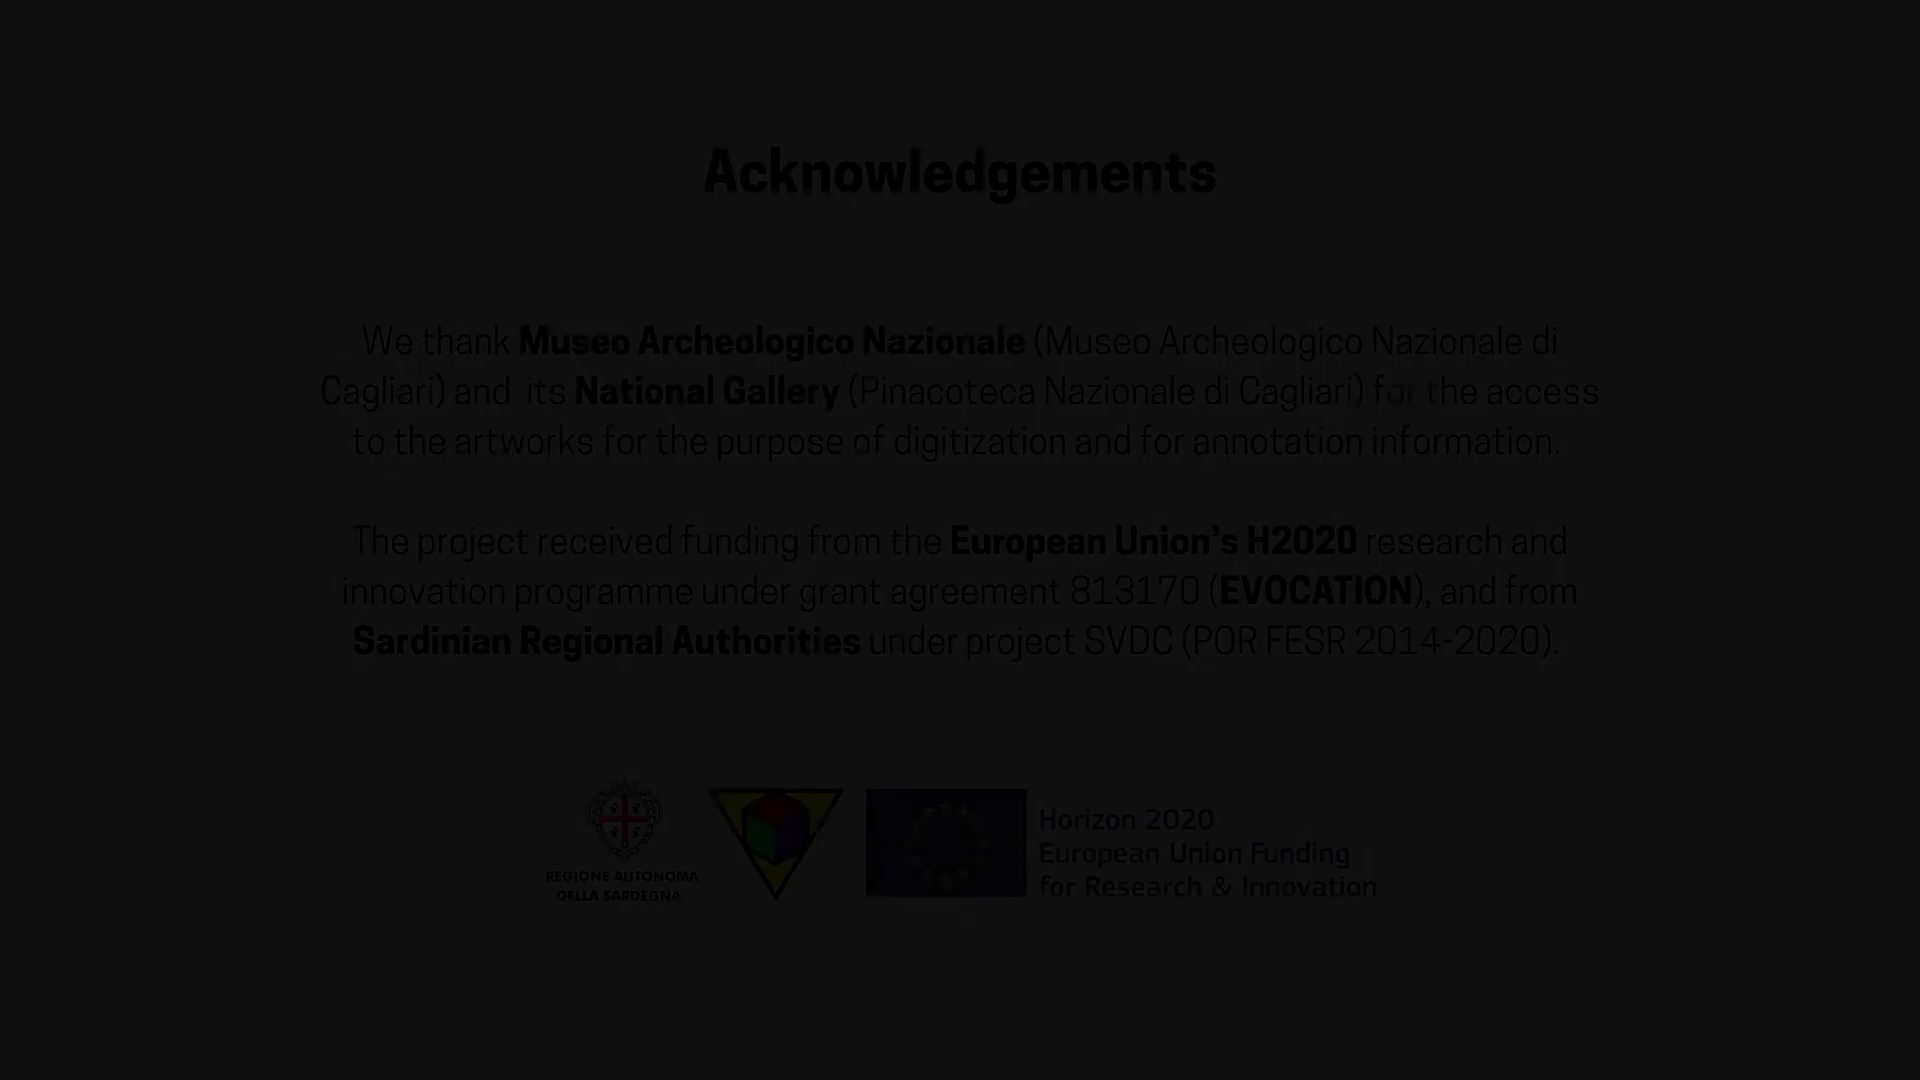 Acknowledgements
We thank Museo Archeologico Nazionale (Museo Archeologico Nazionale di
Cagliari) and its National Gallery (Pinacoteca Nazionale di Cagliari) for the access
to the artworks for the purpose of digitization and for annotation information.
The project received funding from the European Union’s H2020 research and
innovation programme under grant agreement 813170 (EVOCATION), and from
Sardinian Regional Authorities under project SVDC (POR FESR 2014-2020).
REGIONE AUTONOMA
DELLA SARDEGNA
Horizon 2020
European Union Funding
for Research & Innovation